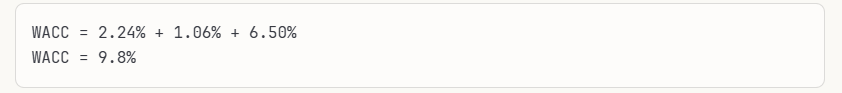 WACC = 2.24% + 1.06% + 6.50%
WACC = 9.8%